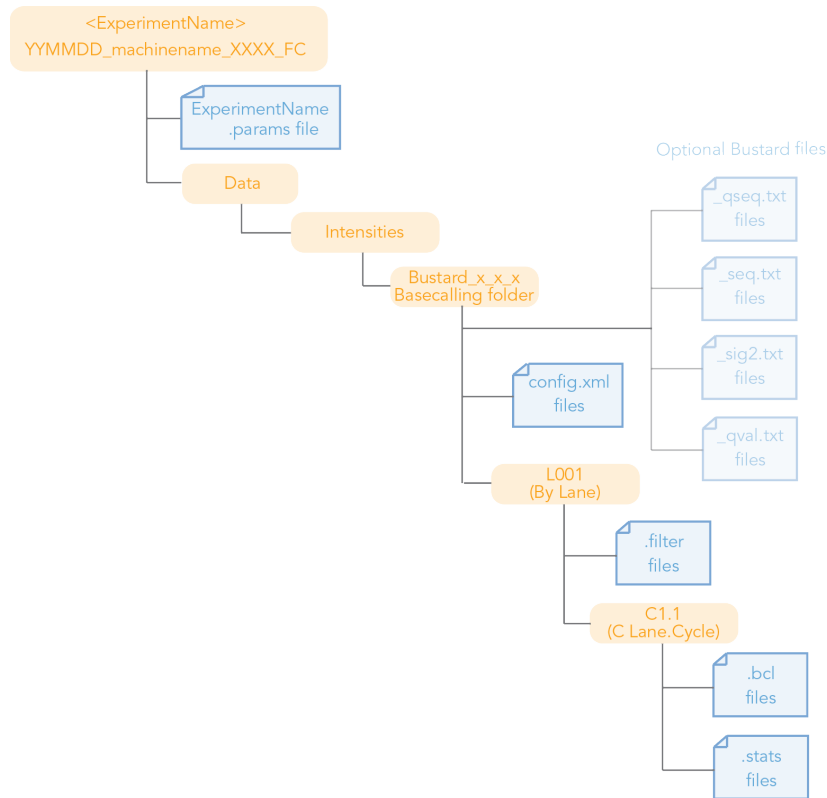 <ExperimentName>
YYMMDD_machinename_XXXX_FC
ExperimentName
.params file
Optional Bustard files
Data
_qseq.txt
files
Intensities
Bustard_x_x_x
Basecalling folder
_seq.txt
files
_sig2.txt
files
config.xml
files
_qval.txt
files
L001
(By Lane)
.filter
files
C1.1
(C Lane.Cycle)
.bcl
files
.stats
files